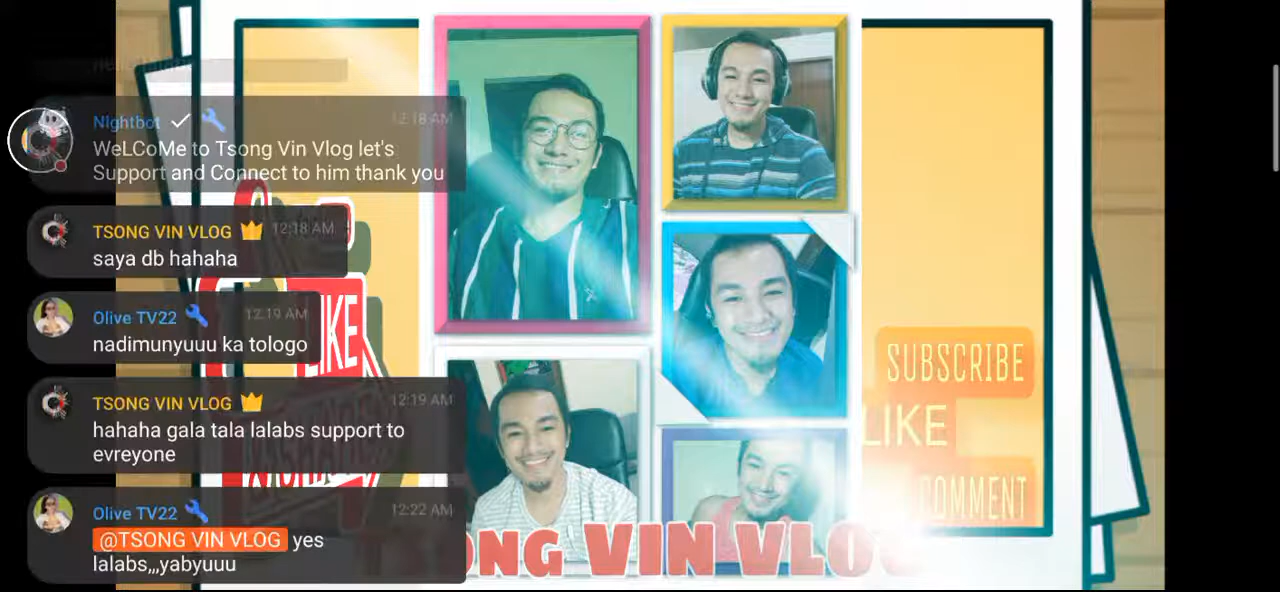 NIghtbot 12:18 AM
WeLCoMe to Tsong Vin Vlog let's
Support and Connect to him thank you
TSONG VIN VLOG 12:18 AM
saya db hahaha
Olive TV22 12:19 AM
nadimunyuuu ka tologo
TSONG VIN VLOG 12:19 AM
hahaha gala tala lalabs support to
evreyone
Olive TV22 12:22 AM
@TSONG VIN VLOG yes
lalabs,,,yabyuuu
LIKE
SUBSCRIBE
LIKE
COMMENT
TSONG VIN VLOG